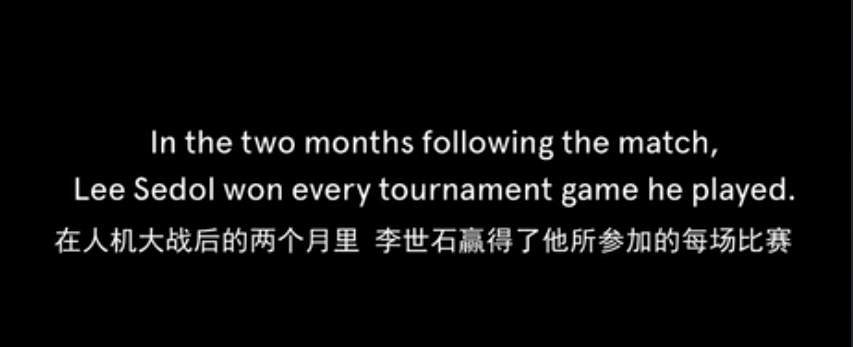 In the two months following the match,
Lee Sedol won every tournament game he played.
在人机大战后的两个月里 李世石赢得了他所参加的每场比赛